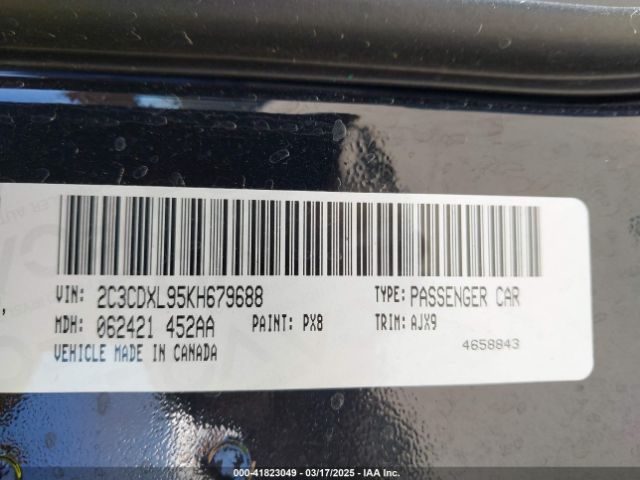 VIN: 2C3CDXL95KH679688 TYPE: PASSENGER CAR
MDH: 062421 452AA PAINT: PX8 TRIM: AJX9
VEHICLE MADE IN CANADA 4658843
000-41823049 — 03/17/2025 — IAA Inc.